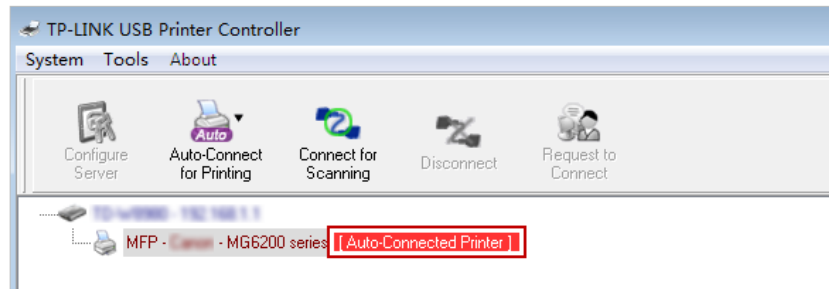 TP-LINK USB Printer Controller
System Tools About
Auto
Configure Server
Auto-Connect for Printing
Connect for Scanning
Disconnect
Request to Connect
MFP - - MG6200 series [ Auto-Connected Printer ]